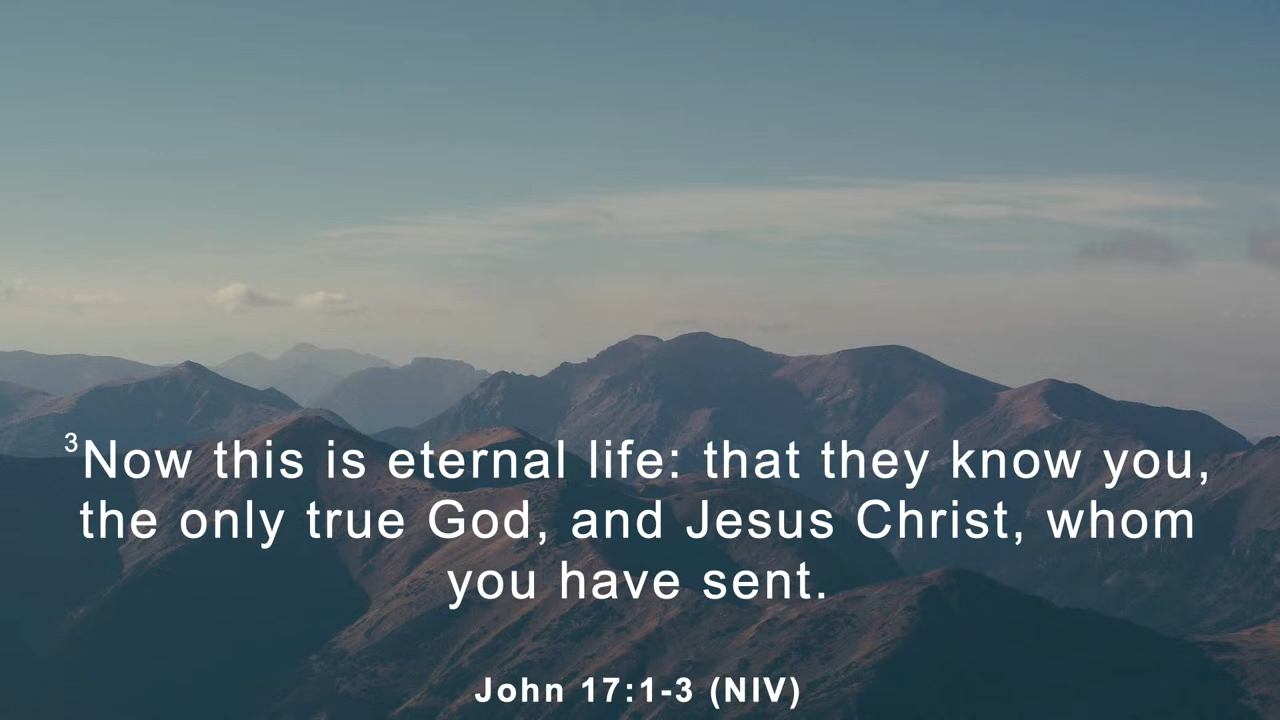 ³Now this is eternal life: that they know you,
the only true God, and Jesus Christ, whom
you have sent.
John 17:1-3 (NIV)